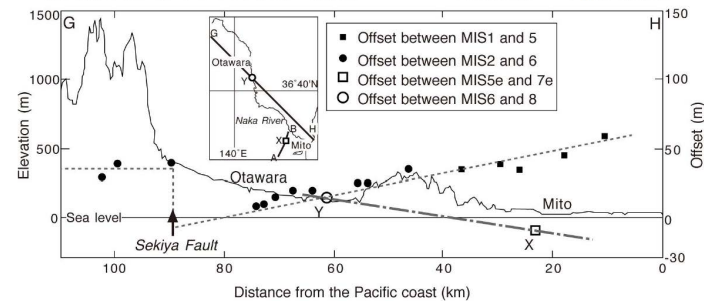 G
H
1500
1000
500
0
Elevation (m)
150
100
50
0
-30
Offset (m)
G
Otawara
Y
36°40'N
Naka River
B
H
X
Mito
A
140°E
Offset between MIS1 and 5
Offset between MIS2 and 6
Offset between MIS5e and 7e
Offset between MIS6 and 8
Otawara
Mito
Sea level
Y
X
Sekiya Fault
100
80
60
40
20
0
Distance from the Pacific coast (km)